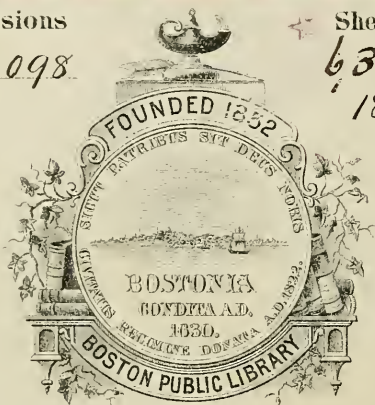 sions
She
098
63
18
FOUNDED 1852
SICUT PATRIBUS SIT DEUS NOBIS
BOSTONIA
CONDITA A.D.
1630.
CIVITATIS REGIMINE DONATA A.D. 1822.
BOSTON PUBLIC LIBRARY